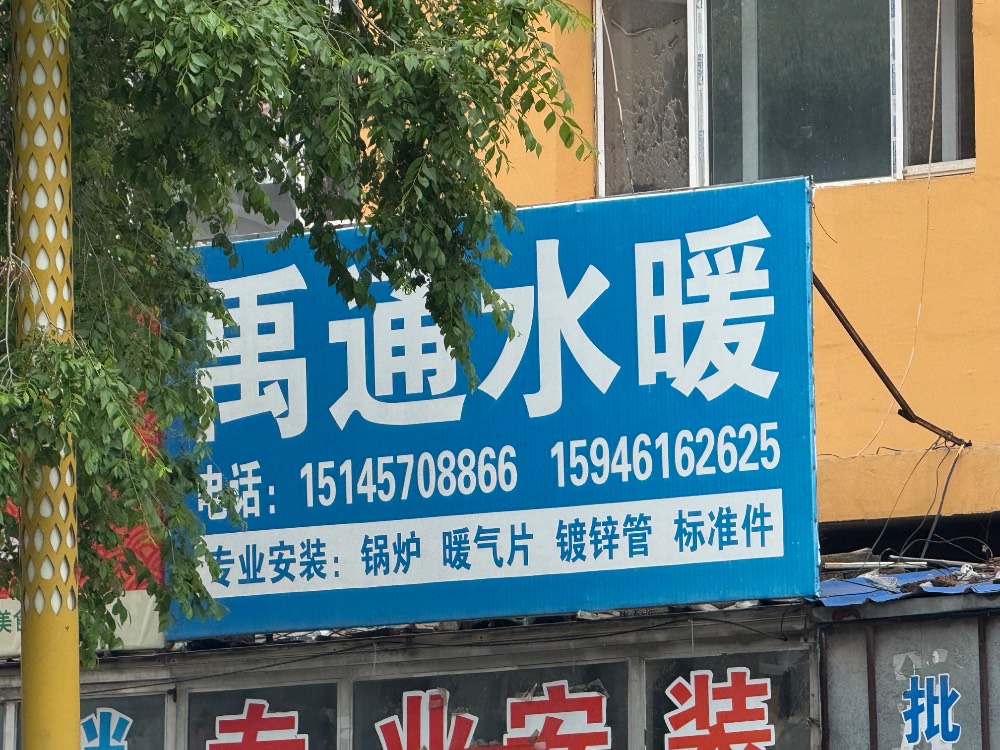 禹通水暖
电话：15145708866 15946162625
专业安装：锅炉 暖气片 镀锌管 标准件
专业安装
批
美